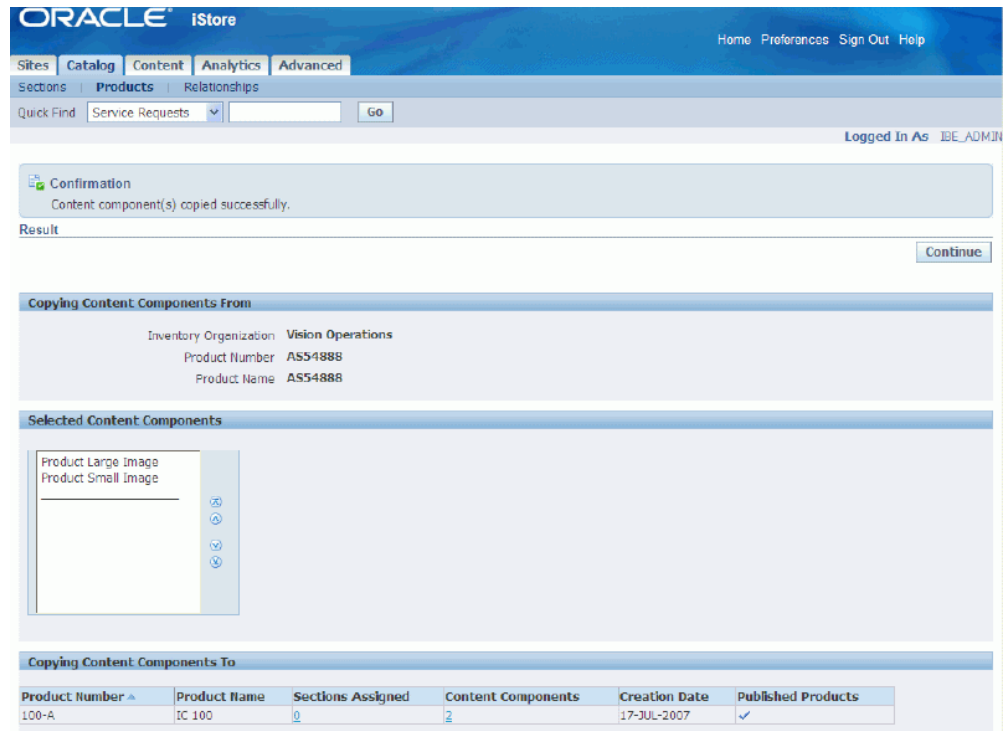 ORACLE® iStore
Home Preferences Sign Out Help
Sites Catalog Content Analytics Advanced
Sections | Products | Relationships
Quick Find Service Requests Go
Logged In As IBE_ADMIN
Confirmation
Content component(s) copied successfully.
Result
Continue
Copying Content Components From
Inventory Organization Vision Operations
Product Number AS54888
Product Name AS54888
Selected Content Components
Product Large Image
Product Small Image
Copying Content Components To
Product Number Product Name Sections Assigned Content Components Creation Date Published Products
100-A IC 100 0 2 17-JUL-2007